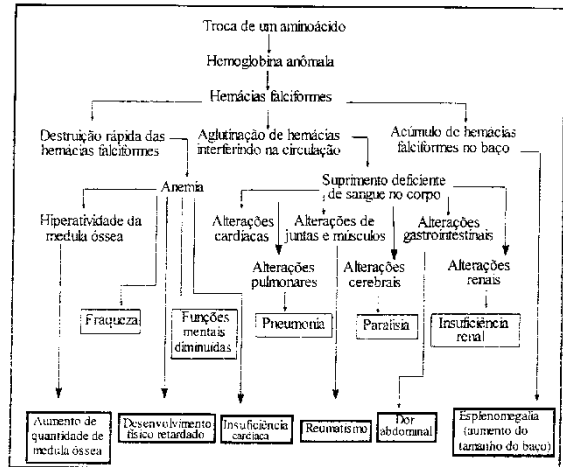 Troca de um aminoácido
Hemoglobina anômala
Hemácias falciformes
Destruição rápida das
hemácias falciformes
Aglutinação de hemácias
interferindo na circulação
Acúmulo de hemácias
falciformes no baço
Anemia
Suprimento deficiente
de sangue no corpo
Hiperatividade da
medula óssea
Alterações
cardíacas
Alterações de
juntas e músculos
Alterações
gastrointestinais
Alterações
pulmonares
Alterações
cerebrais
Alterações
renais
Fraqueza
Funções
mentais
diminuídas
Pneumonia
Paralisia
Insuficiência
renal
Aumento de
quantidade de
medula óssea
Desenvolvimento
físico retardado
Insuficiência
cardíaca
Reumatismo
Dor
abdominal
Esplenomegalia
(aumento do
tamanho do baço)